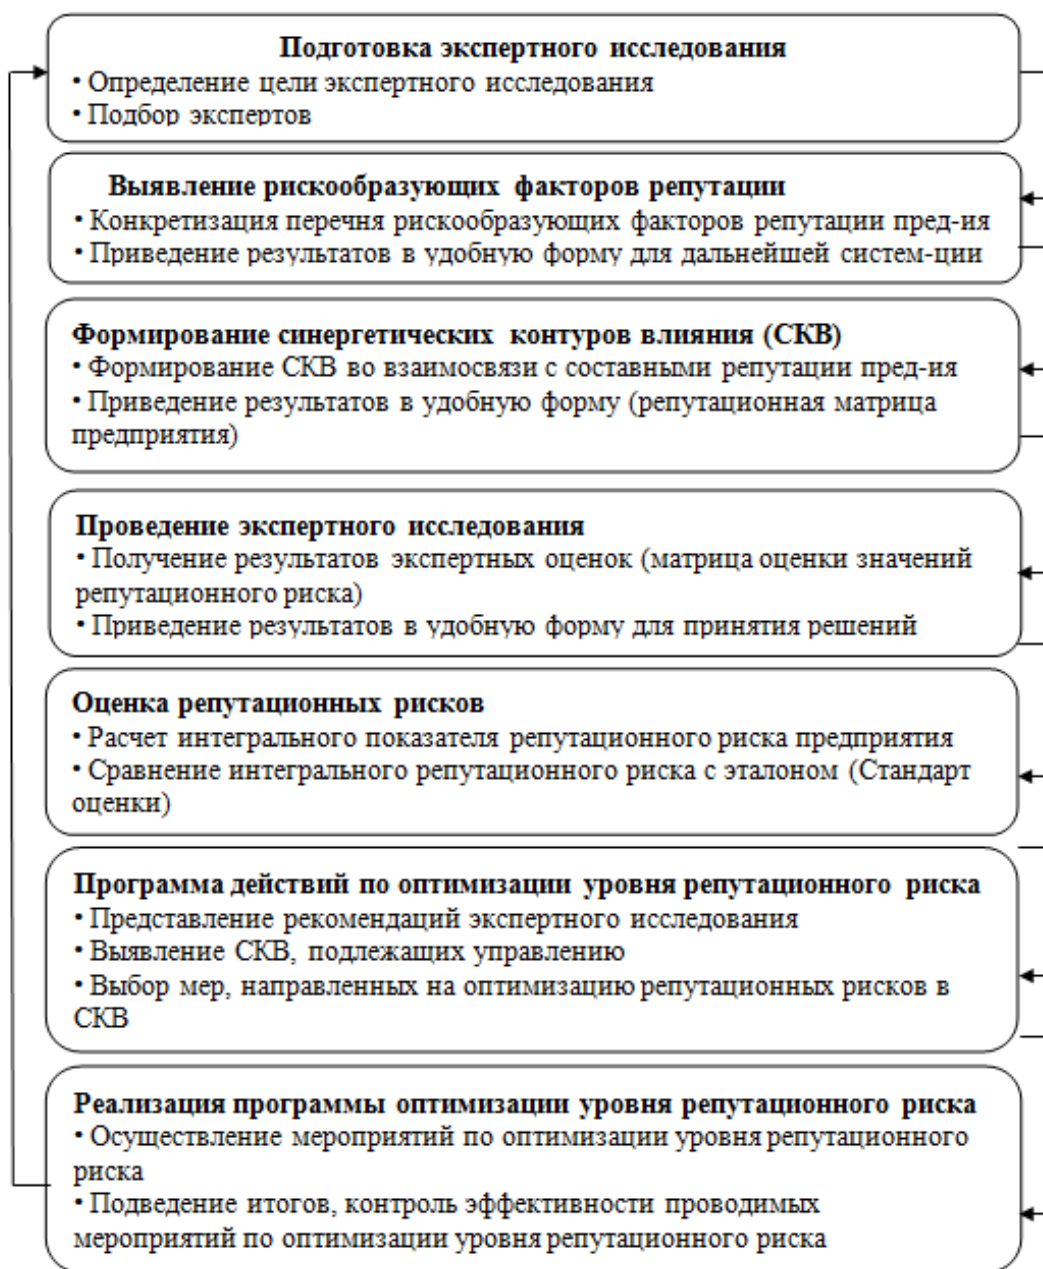 Подготовка экспертного исследования
• Определение цели экспертного исследования
• Подбор экспертов
Выявление рискообразующих факторов репутации
• Конкретизация перечня рискообразующих факторов репутации пред-ия
• Приведение результатов в удобную форму для дальнейшей систем-ции
Формирование синергетических контуров влияния (СКВ)
• Формирование СКВ во взаимосвязи с составными репутации пред-ия
• Приведение результатов в удобную форму (репутационная матрица
предприятия)
Проведение экспертного исследования
• Получение результатов экспертных оценок (матрица оценки значений
репутационного риска)
• Приведение результатов в удобную форму для принятия решений
Оценка репутационных рисков
• Расчет интегрального показателя репутационного риска предприятия
• Сравнение интегрального репутационного риска с эталоном (Стандарт
оценки)
Программа действий по оптимизации уровня репутационного риска
• Представление рекомендаций экспертного исследования
• Выявление СКВ, подлежащих управлению
• Выбор мер, направленных на оптимизацию репутационных рисков в
СКВ
Реализация программы оптимизации уровня репутационного риска
• Осуществление мероприятий по оптимизации уровня репутационного
риска
• Подведение итогов, контроль эффективности проводимых
мероприятий по оптимизации уровня репутационного риска